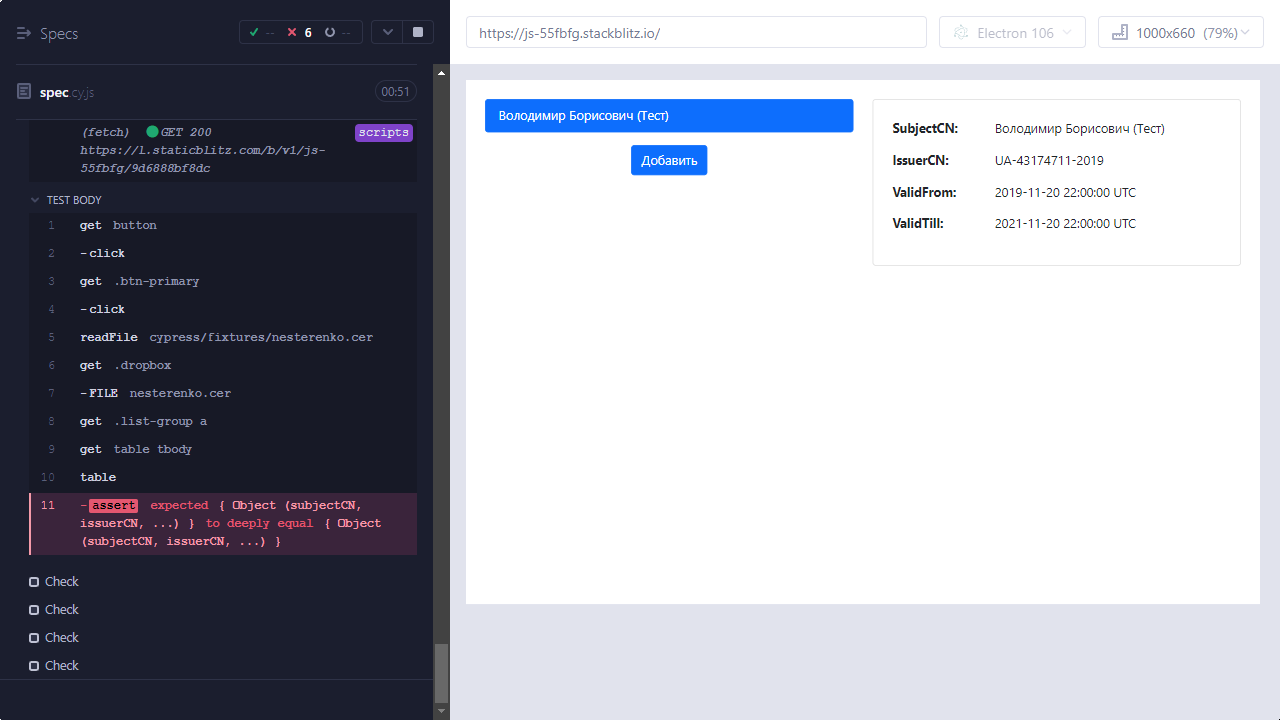 Specs
-- 6 --
spec.cy.js
00:51
(fetch) GET 200
https://l.staticblitz.com/b/v1/js-
55fbfg/9d6888bf8dc
scripts
TEST BODY
1 get button
2 -click
3 get .btn-primary
4 -click
5 readFile cypress/fixtures/nesterenko.cer
6 get .dropbox
7 -FILE nesterenko.cer
8 get .list-group a
9 get table tbody
10 table
11 -assert expected { Object (subjectCN,
issuerCN, ...) } to deeply equal { Object
(subjectCN, issuerCN, ...) }
Check
Check
Check
Check
https://js-55fbfg.stackblitz.io/
Electron 106
1000x660 (79%)
Володимир Борисович (Тест)
Добавить
SubjectCN: Володимир Борисович (Тест)
IssuerCN: UA-43174711-2019
ValidFrom: 2019-11-20 22:00:00 UTC
ValidTill: 2021-11-20 22:00:00 UTC